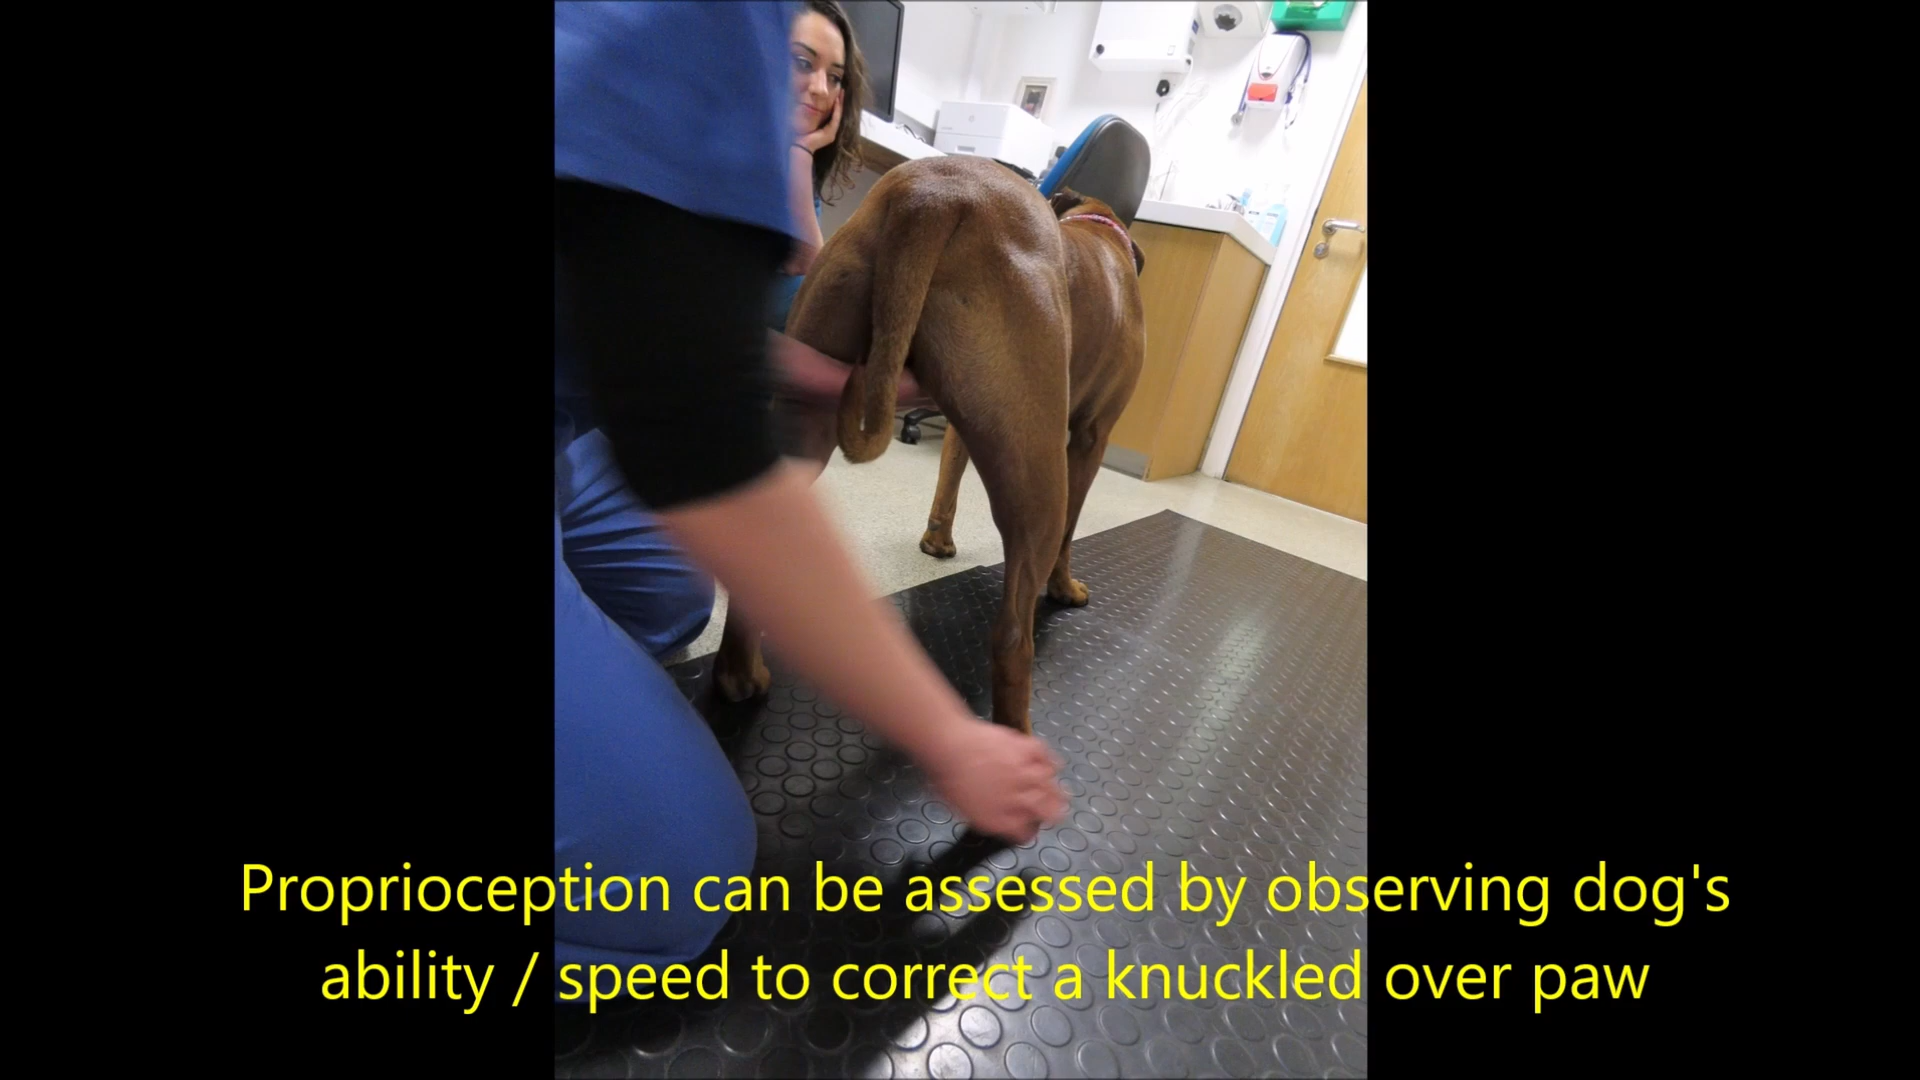 Proprioception can be assessed by observing dog's
ability / speed to correct a knuckled over paw